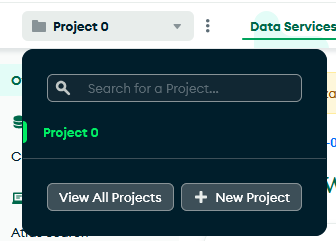 Project 0
Data Services
Search for a Project...
Project 0
View All Projects
+ New Project